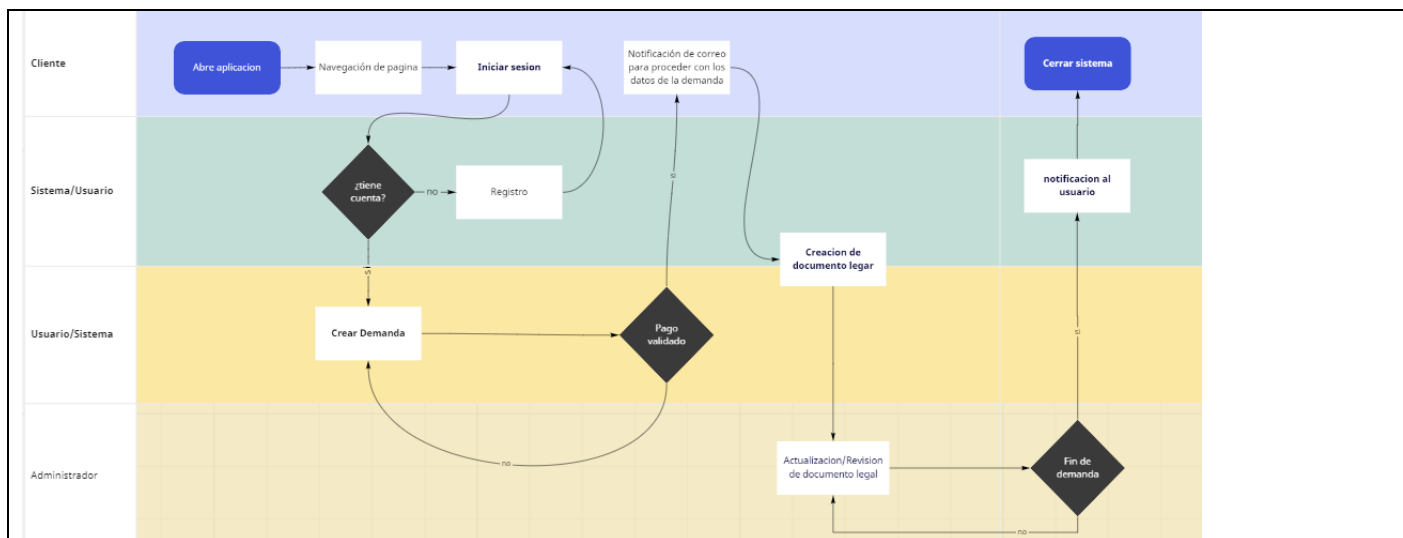 Cliente
Abre aplicacion
Navegación de pagina
Iniciar sesion
Notificación de correo
para proceder con los
datos de la demanda
Cerrar sistema
Sistema/Usuario
¿tiene
cuenta?
no
Registro
si
notificacion al
usuario
Creacion de
documento legar
si
Usuario/Sistema
Crear Demanda
Pago
validado
si
no
Administrador
Actualizacion/Revision
de documento legal
Fin de
demanda
no